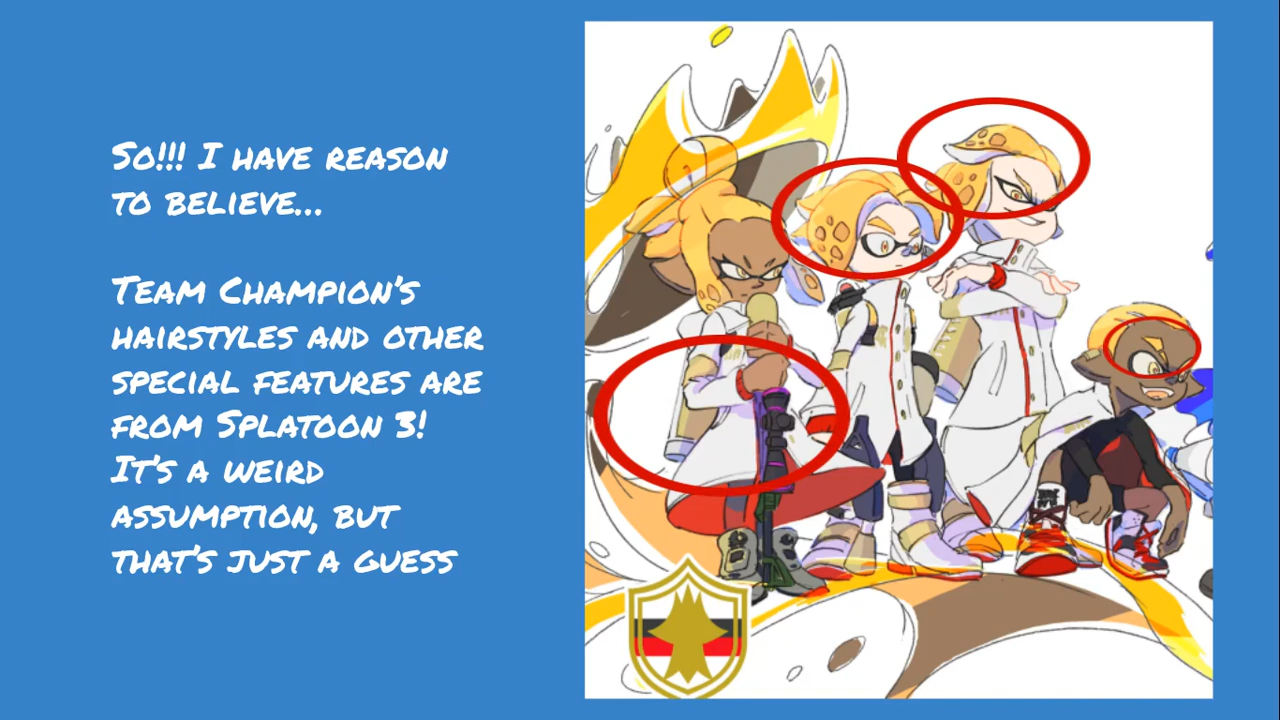 So!!! I have reason
to believe...
Team Champion's
hairstyles and other
special features are
from Splatoon 3!
It's a weird
assumption, but
that's just a guess